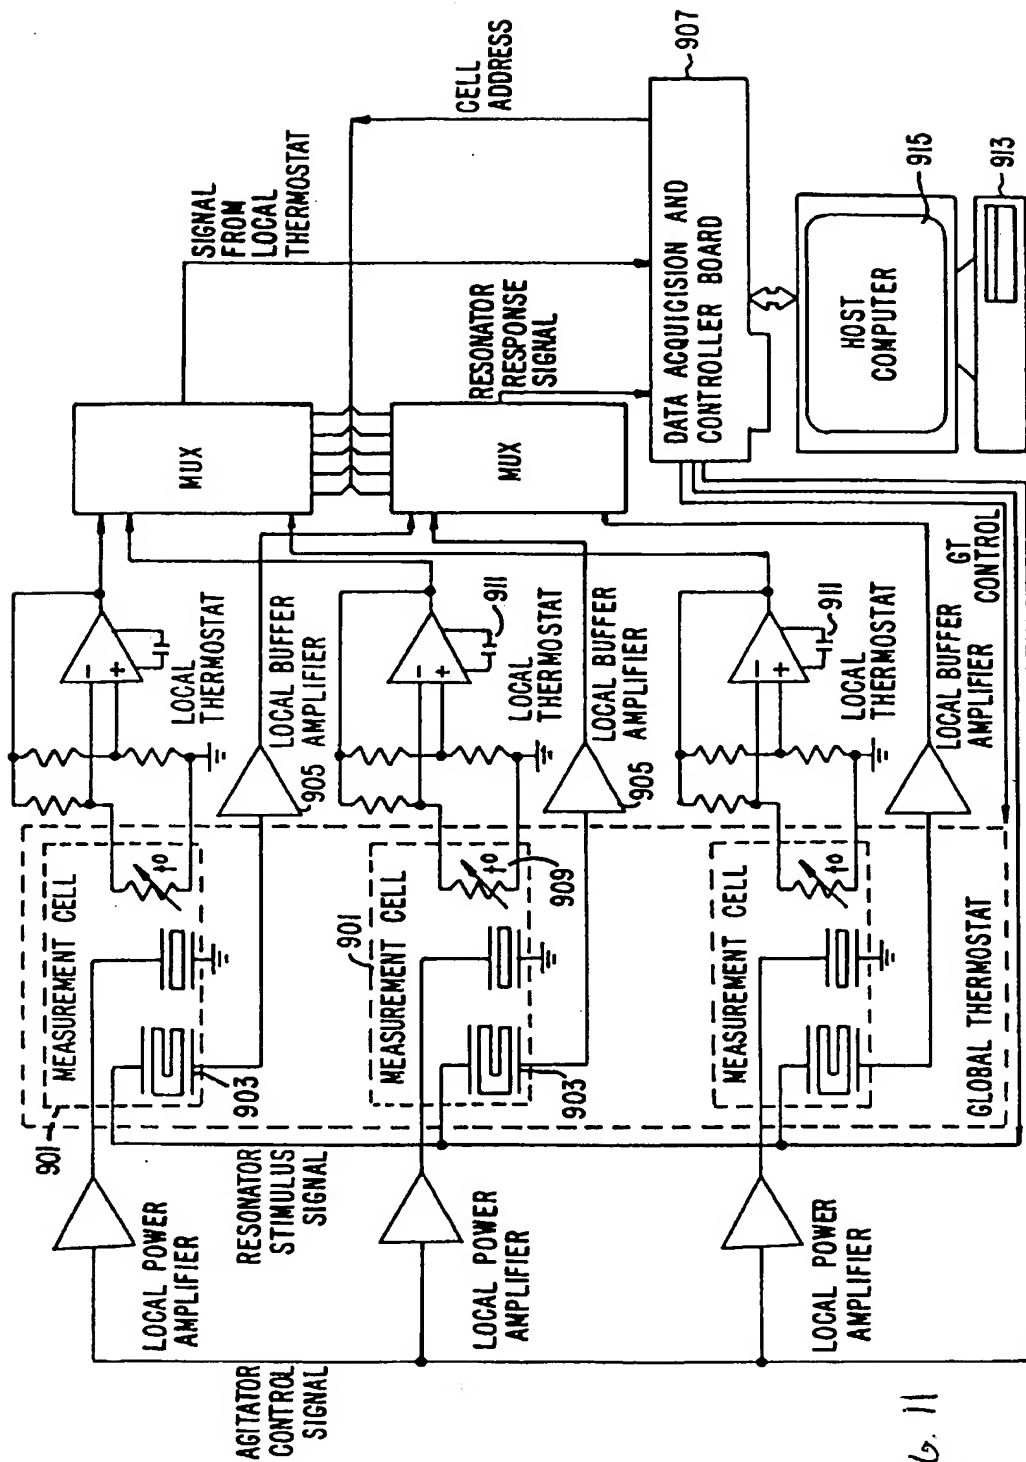 AGITATOR
CONTROL
SIGNAL
LOCAL POWER
AMPLIFIER
LOCAL POWER
AMPLIFIER
LOCAL POWER
AMPLIFIER
RESONATOR
STIMULUS
SIGNAL
901
MEASUREMENT CELL
903
t°
901
MEASUREMENT CELL
903
t°
909
MEASUREMENT CELL
t°
GLOBAL THERMOSTAT
905
LOCAL BUFFER
AMPLIFIER
LOCAL
THERMOSTAT
- +
905
LOCAL BUFFER
AMPLIFIER
LOCAL
THERMOSTAT
911
- +
LOCAL BUFFER
AMPLIFIER
LOCAL
THERMOSTAT
911
- +
GT
CONTROL
MUX
MUX
SIGNAL
FROM
LOCAL
THERMOSTAT
RESONATOR
RESPONSE
SIGNAL
CELL
ADDRESS
DATA ACQUICISION AND
CONTROLLER BOARD
907
HOST
COMPUTER
915
913
G. 11